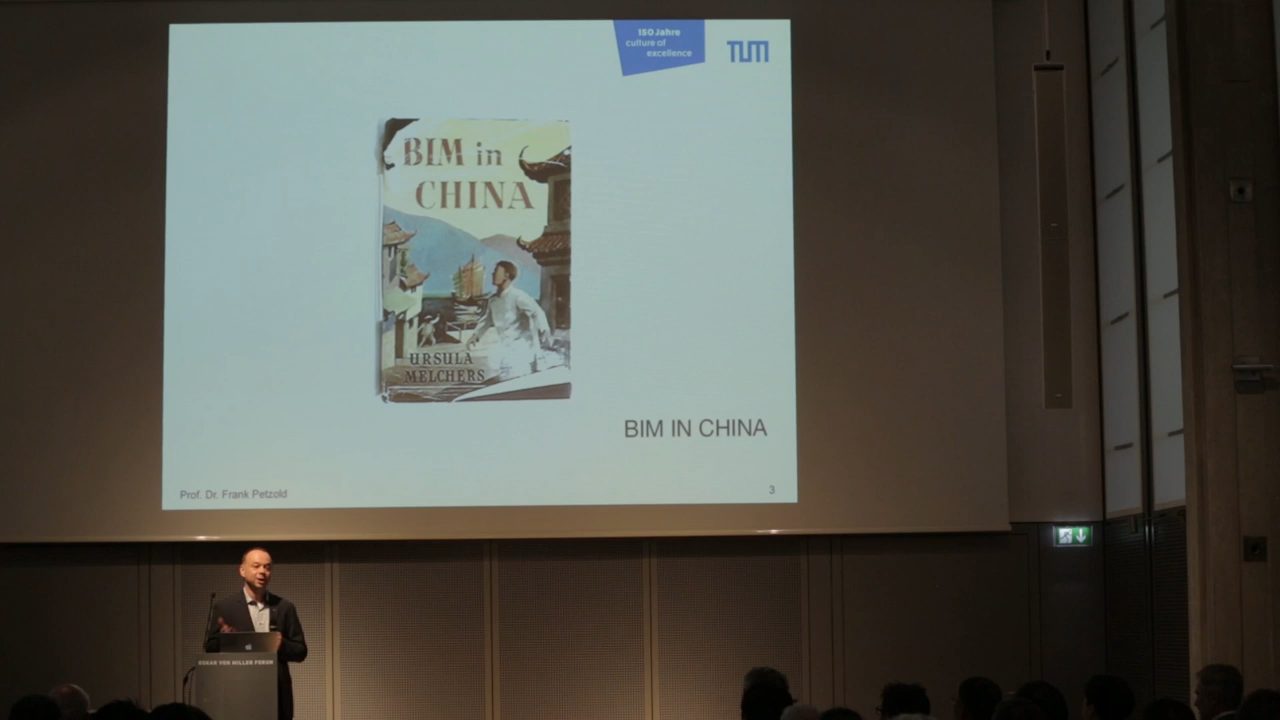 150 Jahre
culture of
excellence
TUM
BIM in
CHINA
URSULA
MELCHERS
BIM IN CHINA
Prof. Dr. Frank Petzold
3
OSKAR VON MILLER FORUM